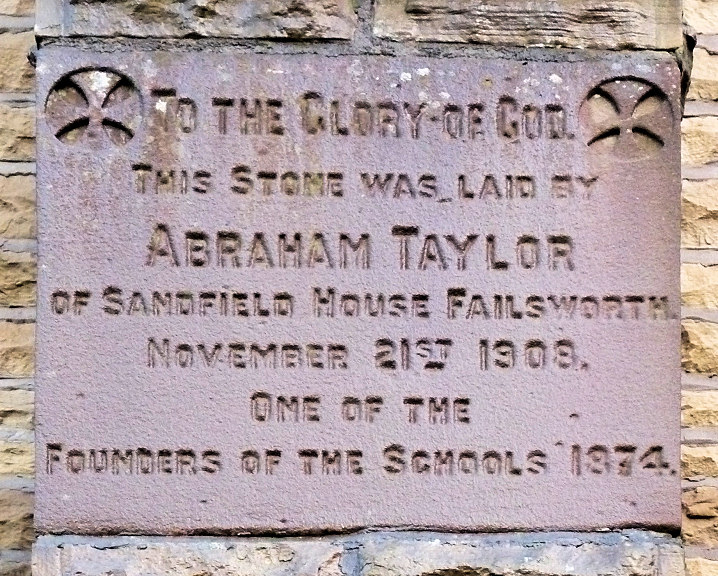 TO THE GLORY OF GOD.
THIS STONE WAS LAID BY
ABRAHAM TAYLOR
OF SANDFIELD HOUSE FAILSWORTH.
NOVEMBER 21ST 1908.
ONE OF THE
FOUNDERS OF THE SCHOOLS 1874.